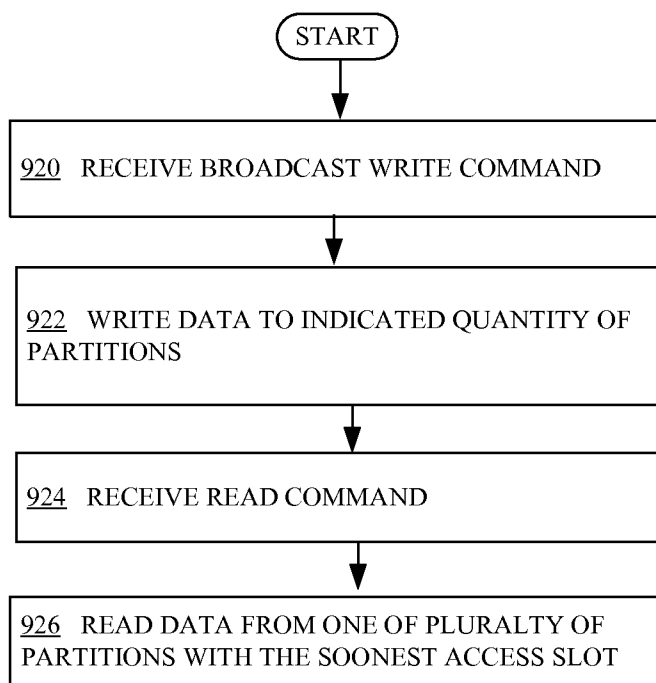 START
920 RECEIVE BROADCAST WRITE COMMAND
922 WRITE DATA TO INDICATED QUANTITY OF
PARTITIONS
924 RECEIVE READ COMMAND
926 READ DATA FROM ONE OF PLURALTY OF
PARTITIONS WITH THE SOONEST ACCESS SLOT